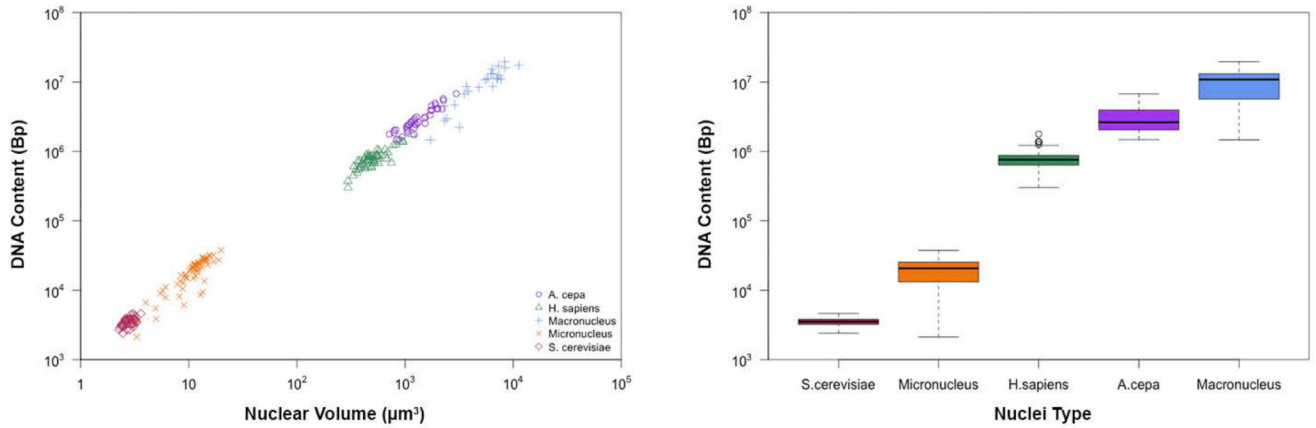 10⁸
10⁷
10⁶
10⁵
10⁴
10³
DNA Content (Bp)
1
10
10²
10³
10⁴
10⁵
Nuclear Volume (µm³)
A. cepa
H. sapiens
Macronucleus
Micronucleus
S. cerevisiae
10⁸
10⁷
10⁶
10⁵
10⁴
10³
DNA Content (Bp)
S.cerevisiae
Micronucleus
H.sapiens
A.cepa
Macronucleus
Nuclei Type